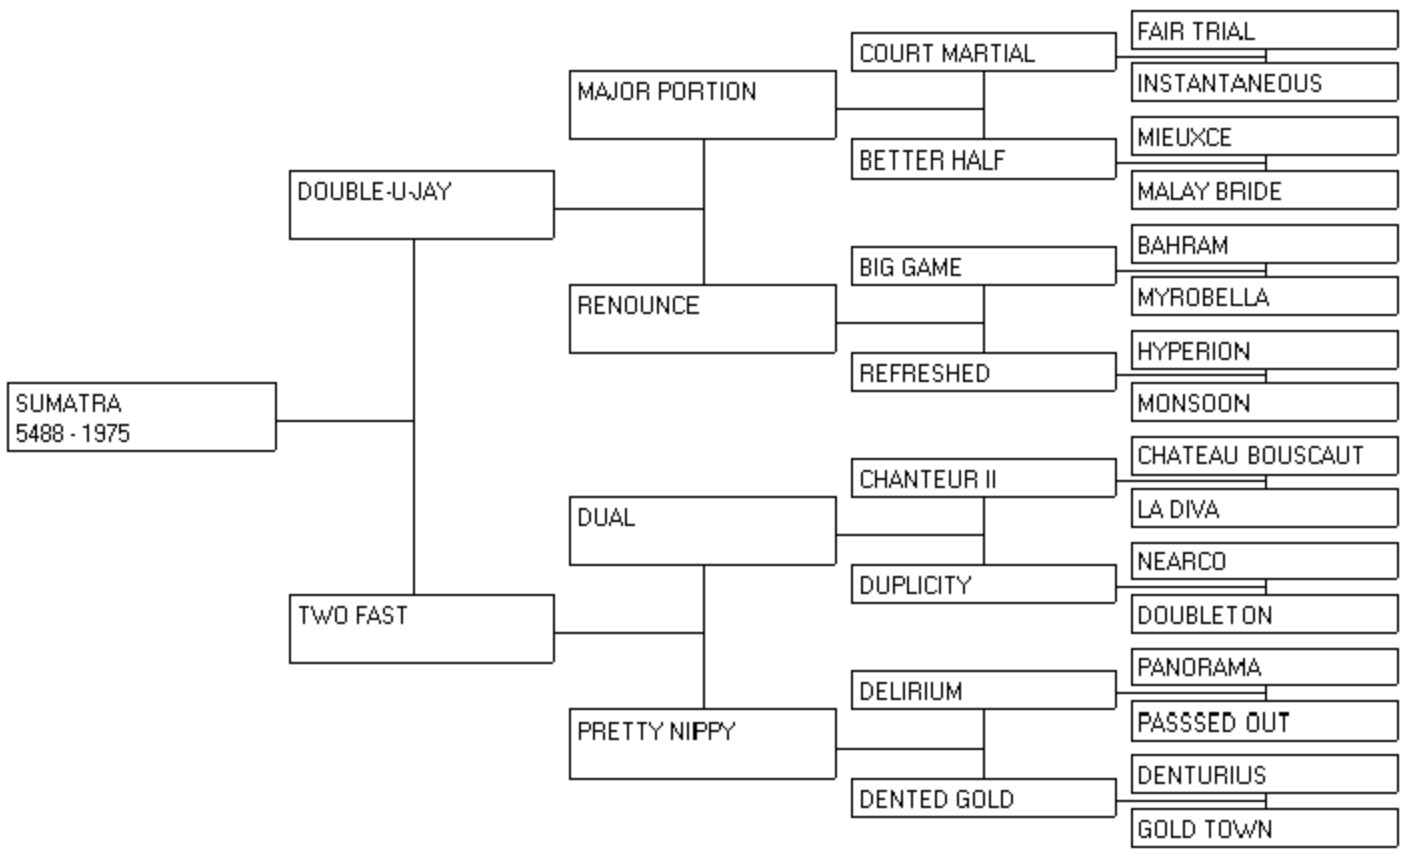 FAIR TRIAL
COURT MARTIAL
INSTANTANEOUS
MAJOR PORTION
MIEUXCE
BETTER HALF
MALAY BRIDE
DOUBLE-U-JAY
BAHRAM
BIG GAME
MYROBELLA
RENOUNCE
HYPERION
REFRESHED
MONSOON
SUMATRA
5488 - 1975
CHATEAU BOUSCAUT
CHANTEUR II
LA DIVA
DUAL
NEARCO
DUPLICITY
DOUBLETON
TWO FAST
PANORAMA
DELIRIUM
PASSSED OUT
PRETTY NIPPY
DENTURIUS
DENTED GOLD
GOLD TOWN